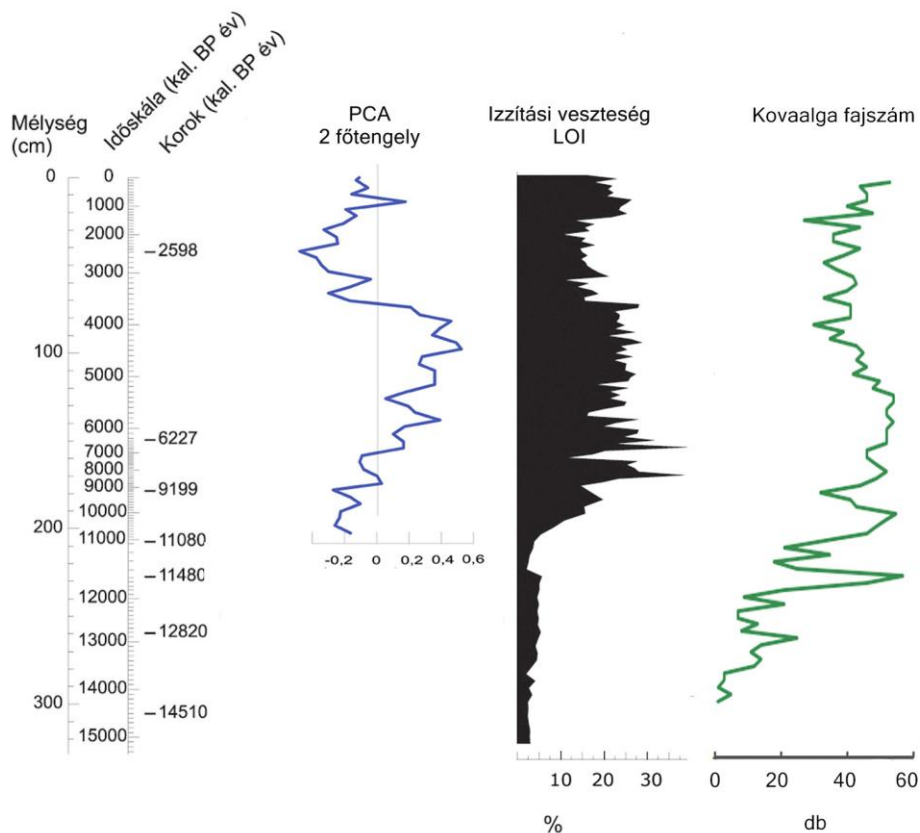 Mélység
(cm)
Időskála (kal. BP év)
Korok (kal. BP év)
PCA
2 főtengely
Izzítási veszteség
LOI
Kovaalga fajszám
0
100
200
300
0
1000
2000
3000
4000
5000
6000
7000
8000
9000
10000
11000
12000
13000
14000
15000
–2598
–6227
–9199
–11080
–11480
–12820
–14510
-0,2 0 0,2 0,4 0,6
10 20 30
%
0 20 40 60
db